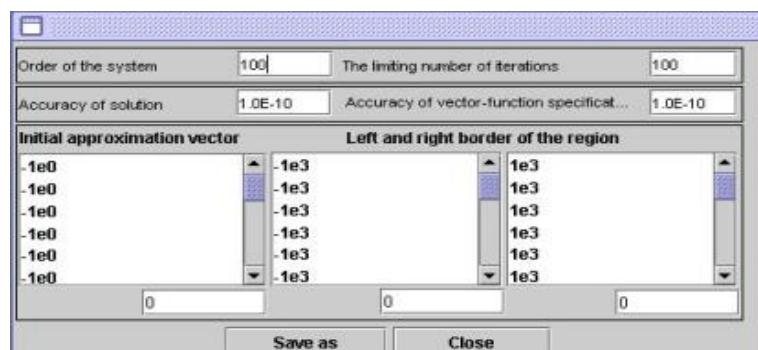 Order of the system 100 The limiting number of iterations 100
Accuracy of solution 1.0E-10 Accuracy of vector-function specificat... 1.0E-10
Initial approximation vector Left and right border of the region
-1e0 -1e3 1e3
-1e0 -1e3 1e3
-1e0 -1e3 1e3
-1e0 -1e3 1e3
-1e0 -1e3 1e3
-1e0 -1e3 1e3
0 0 0
Save as Close